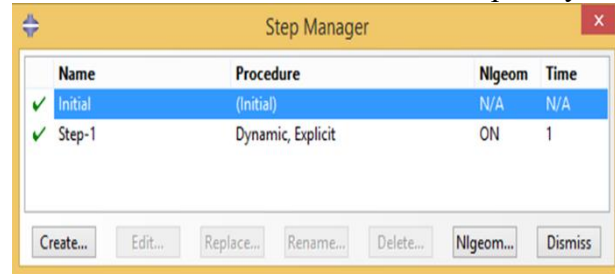 Step Manager
x
Name Procedure Nlgeom Time
Initial (Initial) N/A N/A
Step-1 Dynamic, Explicit ON 1
Create... Edit... Replace... Rename... Delete... Nlgeom... Dismiss